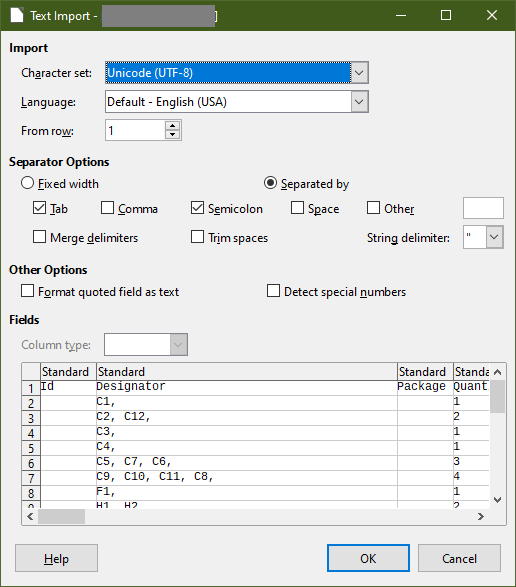 Text Import - ]
Import
Character set: Unicode (UTF-8)
Language: Default - English (USA)
From row: 1
Separator Options
Fixed width Separated by
Tab Comma Semicolon Space Other
Merge delimiters Trim spaces String delimiter: "
Other Options
Format quoted field as text Detect special numbers
Fields
Column type:
Standard Standard Standard Standa
1 Id Designator Package Quant
2 C1, 1
3 C2, C12, 2
4 C3, 1
5 C4, 1
6 C5, C7, C6, 3
7 C9, C10, C11, C8, 4
8 F1, 1
9 H1, H2 2
Help OK Cancel